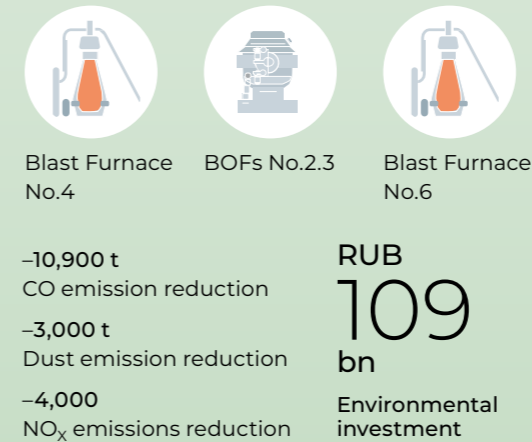 Blast Furnace
No.4
BOFs No.2.3
Blast Furnace
No.6
–10,900 t
CO emission reduction
–3,000 t
Dust emission reduction
–4,000
NOₓ emissions reduction
RUB
109
bn
Environmental
investment